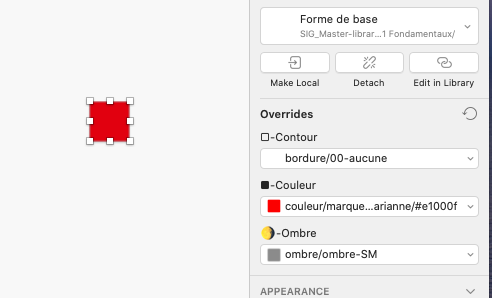 Forme de base
SIG_Master-librar...1 Fondamentaux/
Make Local
Detach
Edit in Library
Overrides
-Contour
bordure/00-aucune
-Couleur
couleur/marque...arianne/#e1000f
-Ombre
ombre/ombre-SM
APPEARANCE